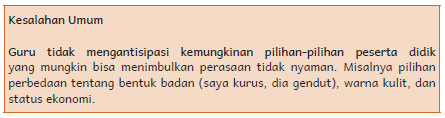 Kesalahan Umum
Guru tidak mengantisipasi kemungkinan pilihan-pilihan peserta didik
yang mungkin bisa menimbulkan perasaan tidak nyaman. Misalnya pilihan
perbedaan tentang bentuk badan (saya kurus, dia gendut), warna kulit, dan
status ekonomi.